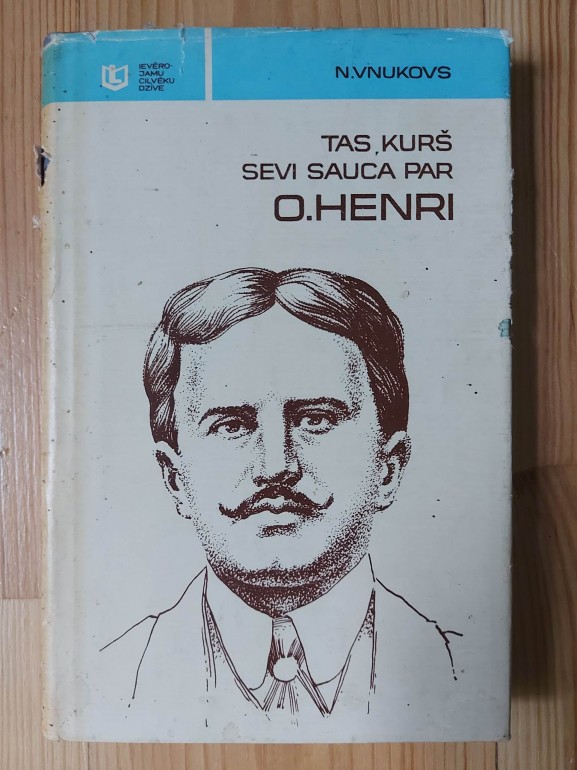 IEVĒRO-
JAMU
CILVĒKU
DZĪVE
N.VNUKOVS
TAS, KURŠ
SEVI SAUCA PAR
O.HENRI